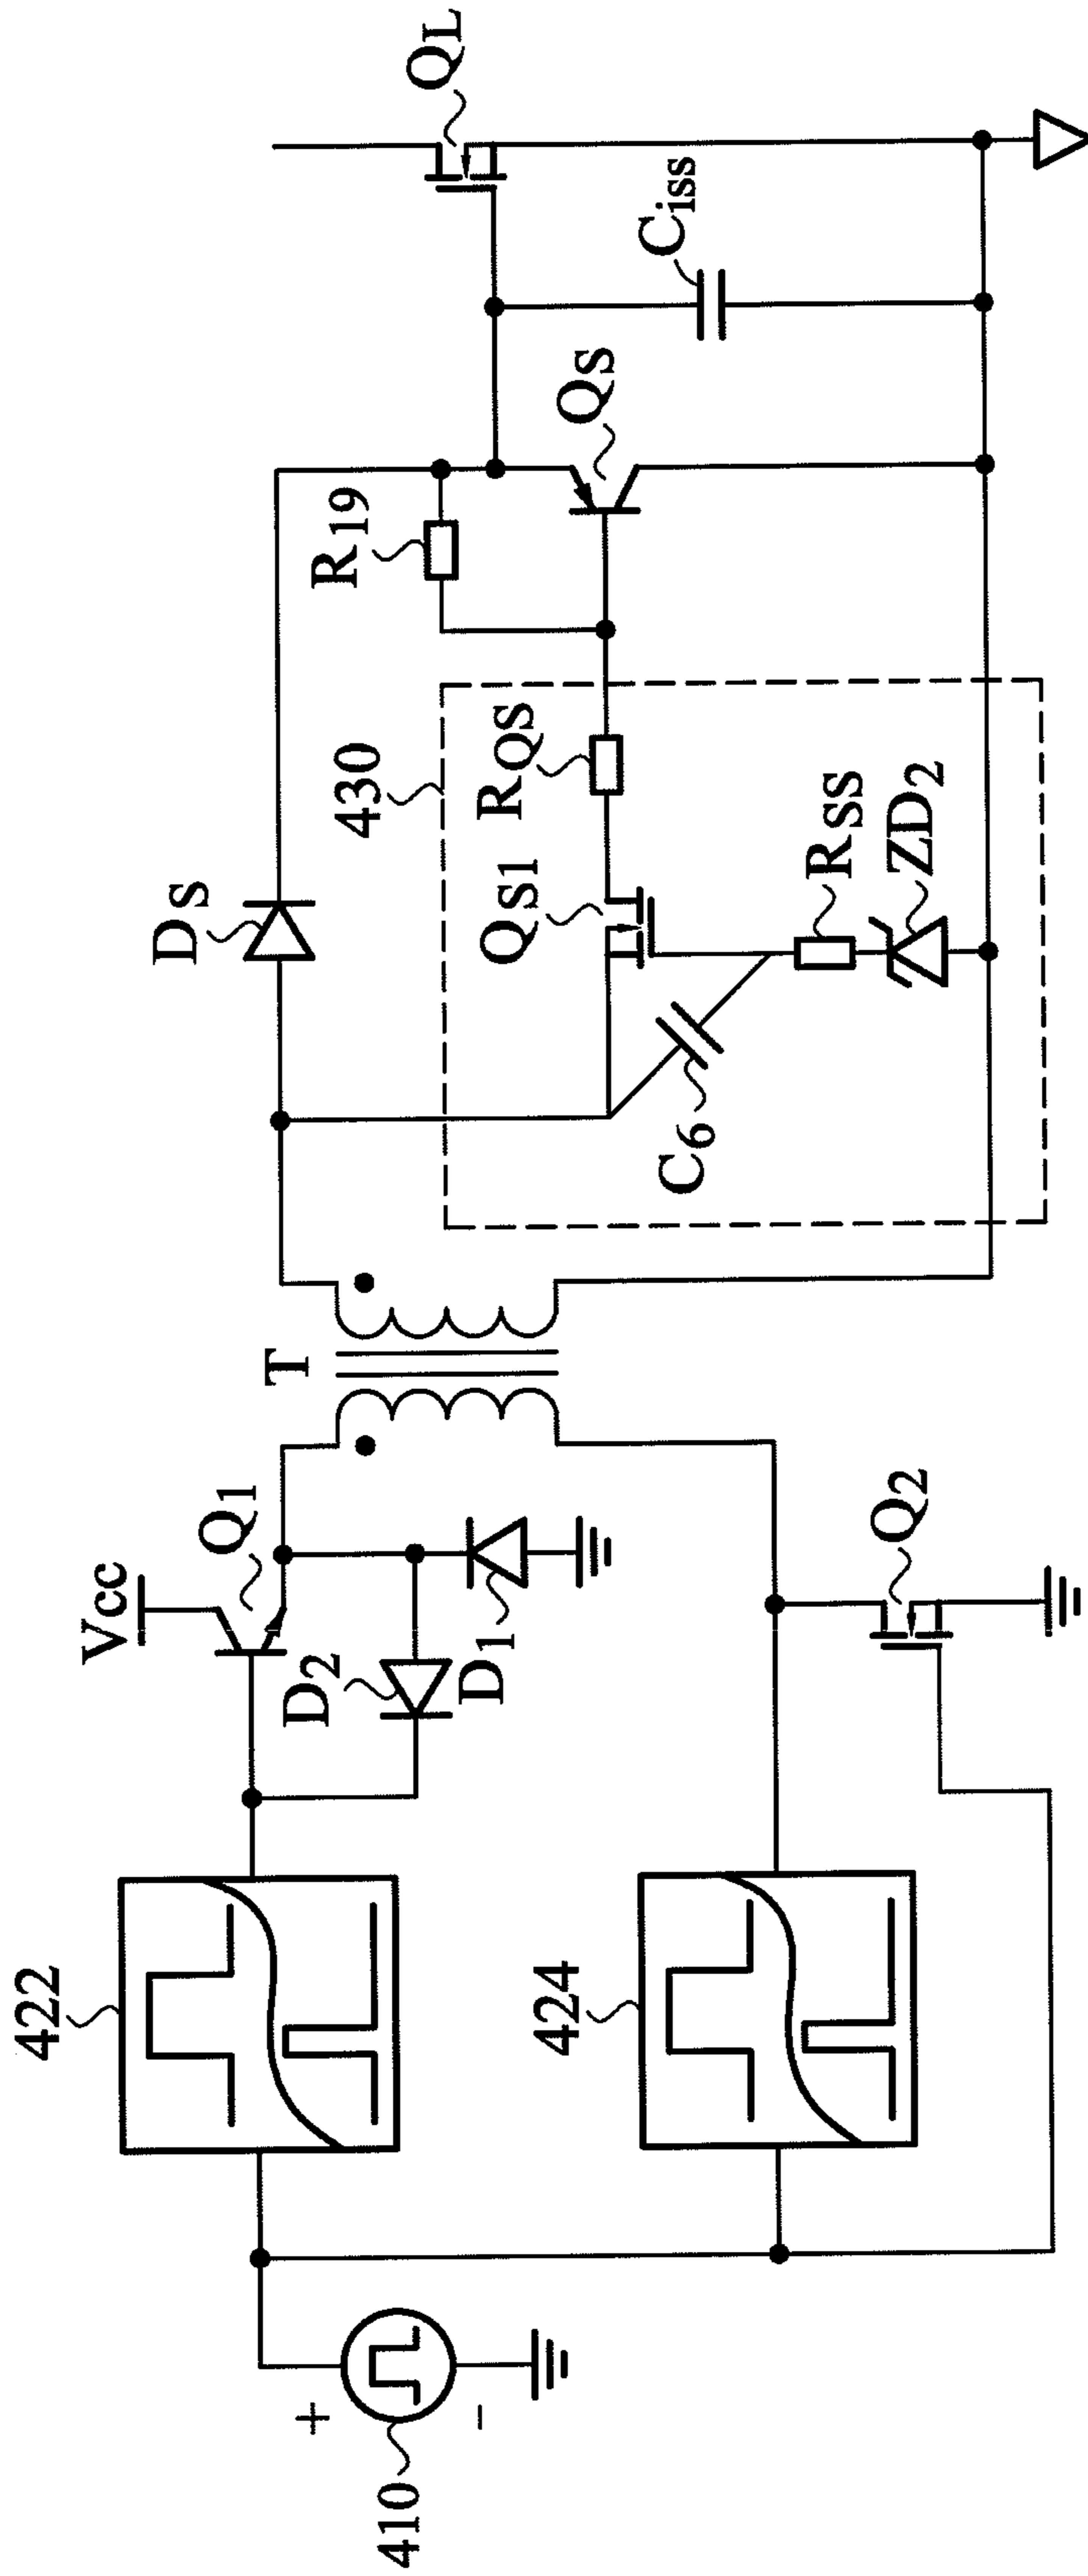 410
+
-
422
424
Vcc
Q1
D2
D1
Q2
T
DS
430
C6
QS1
RQS
RSS
ZD2
R19
QS
Ciss
QL